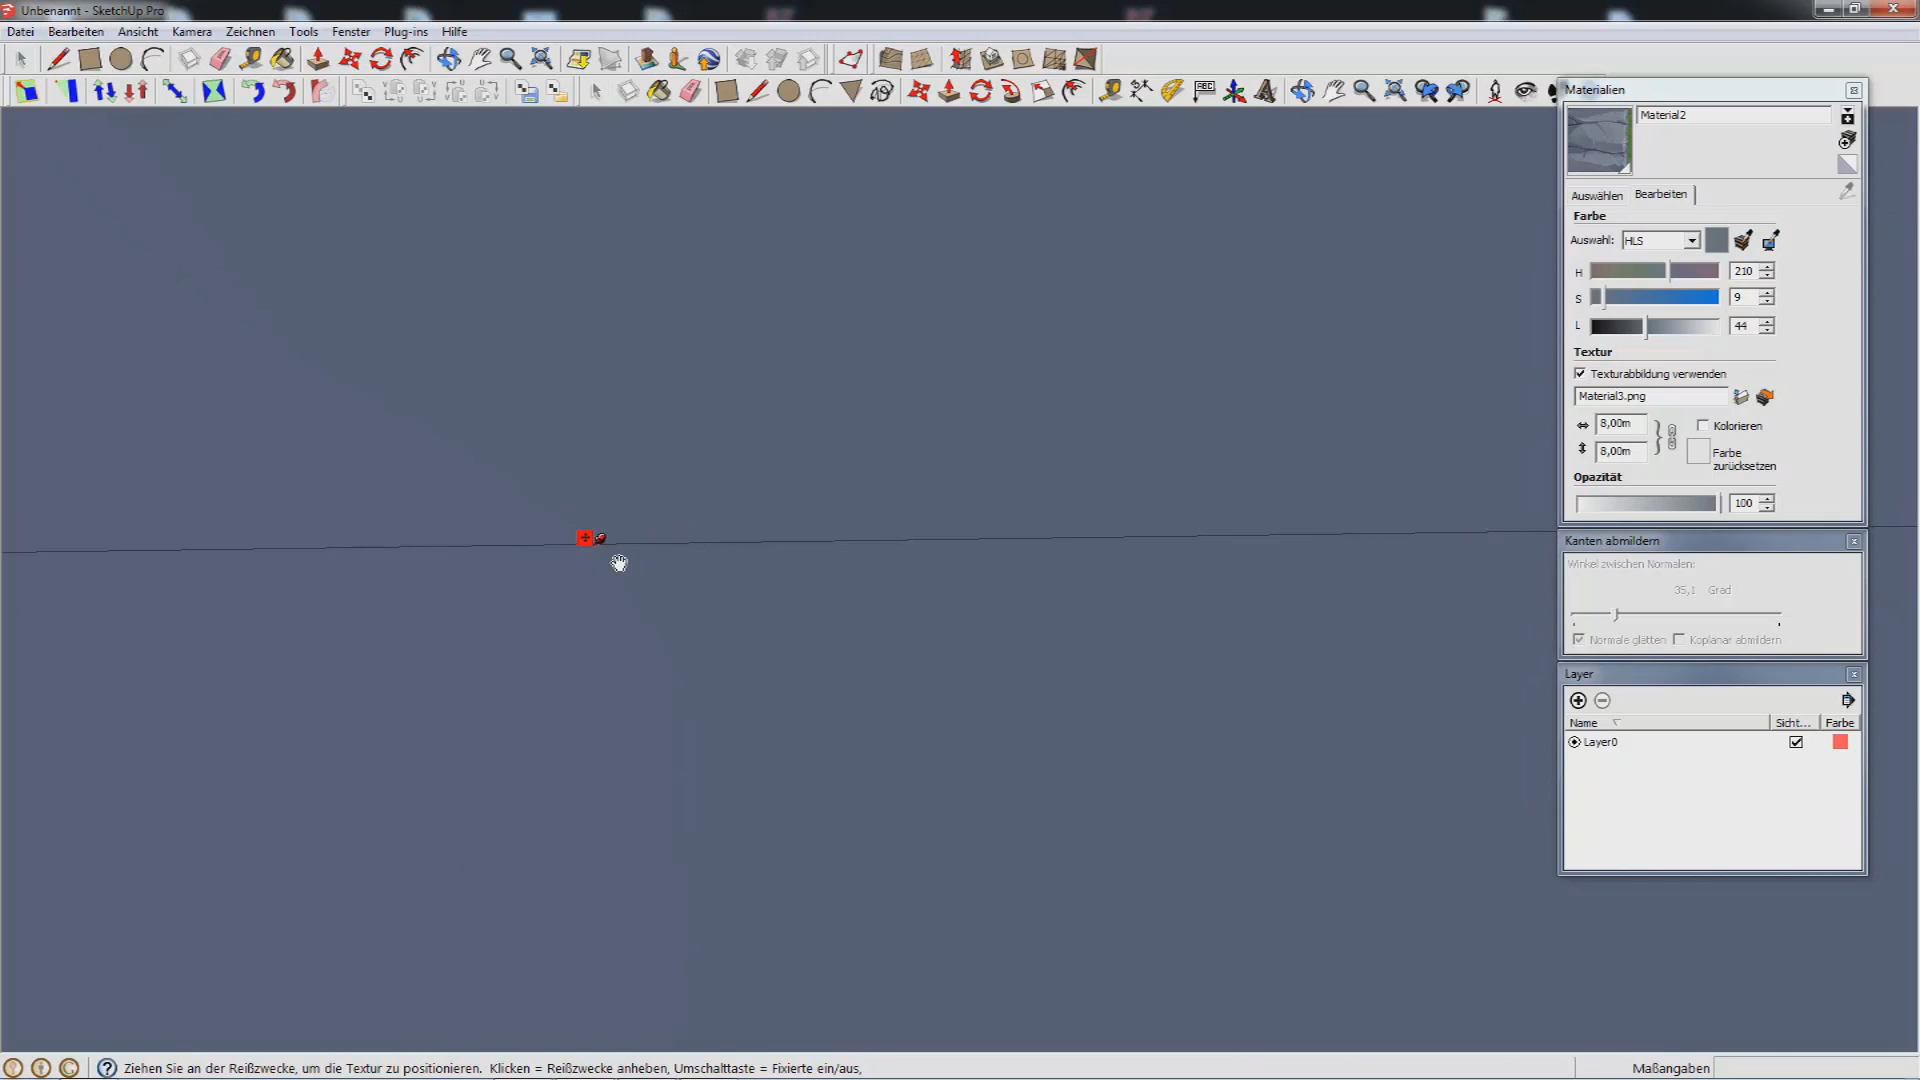 Unbenannt - SketchUp Pro
Datei Bearbeiten Ansicht Kamera Zeichnen Tools Fenster Plug-ins Hilfe
ABC
Materialien
Material2
Auswählen Bearbeiten
Farbe
Auswahl: HLS
H 210
S 9
L 44
Textur
Texturabbildung verwenden
Material3.png
8,00m Kolorieren
8,00m Farbe
zurücksetzen
Opazität
100
Kanten abmildern
Winkel zwischen Normalen:
35,1 Grad
Normale glätten Koplanar abmildern
Layer
Name Sicht... Farbe
Layer0
Ziehen Sie an der Reißzwecke, um die Textur zu positionieren. Klicken = Reißzwecke anheben, Umschalttaste = Fixierte ein/aus,
Maßangaben